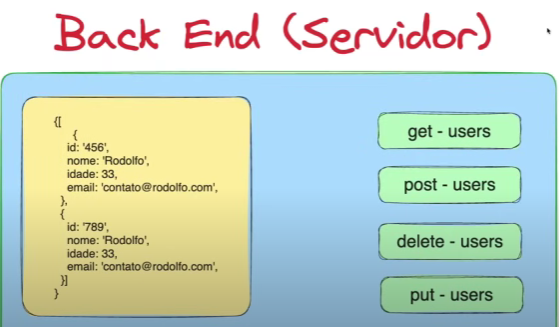 Back End (Servidor)
{[
{
id: '456',
nome: 'Rodolfo',
idade: 33,
email: 'contato@rodolfo.com',
},
{
id: '789',
nome: 'Rodolfo',
idade: 33,
email: 'contato@rodolfo.com',
}]
}
get - users
post - users
delete - users
put - users